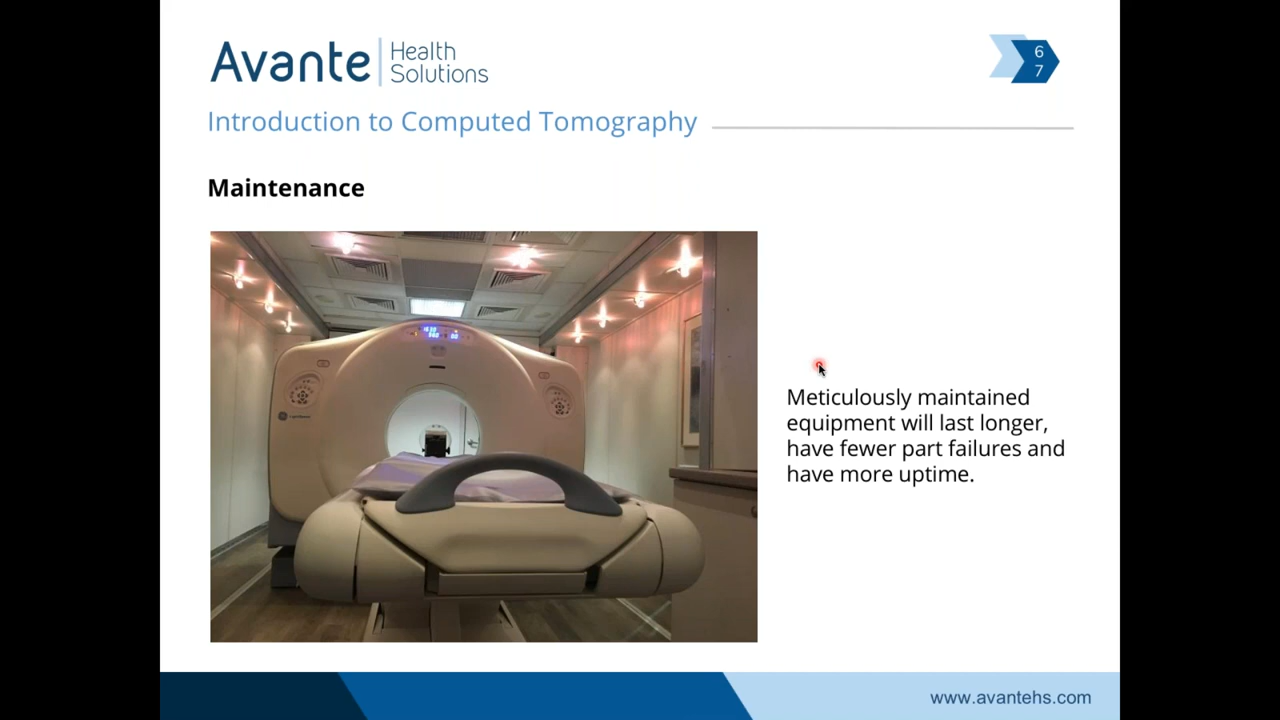 Avante
Health
Solutions
6
7
Introduction to Computed Tomography
Maintenance
Meticulously maintained
equipment will last longer,
have fewer part failures and
have more uptime.
www.avantehs.com